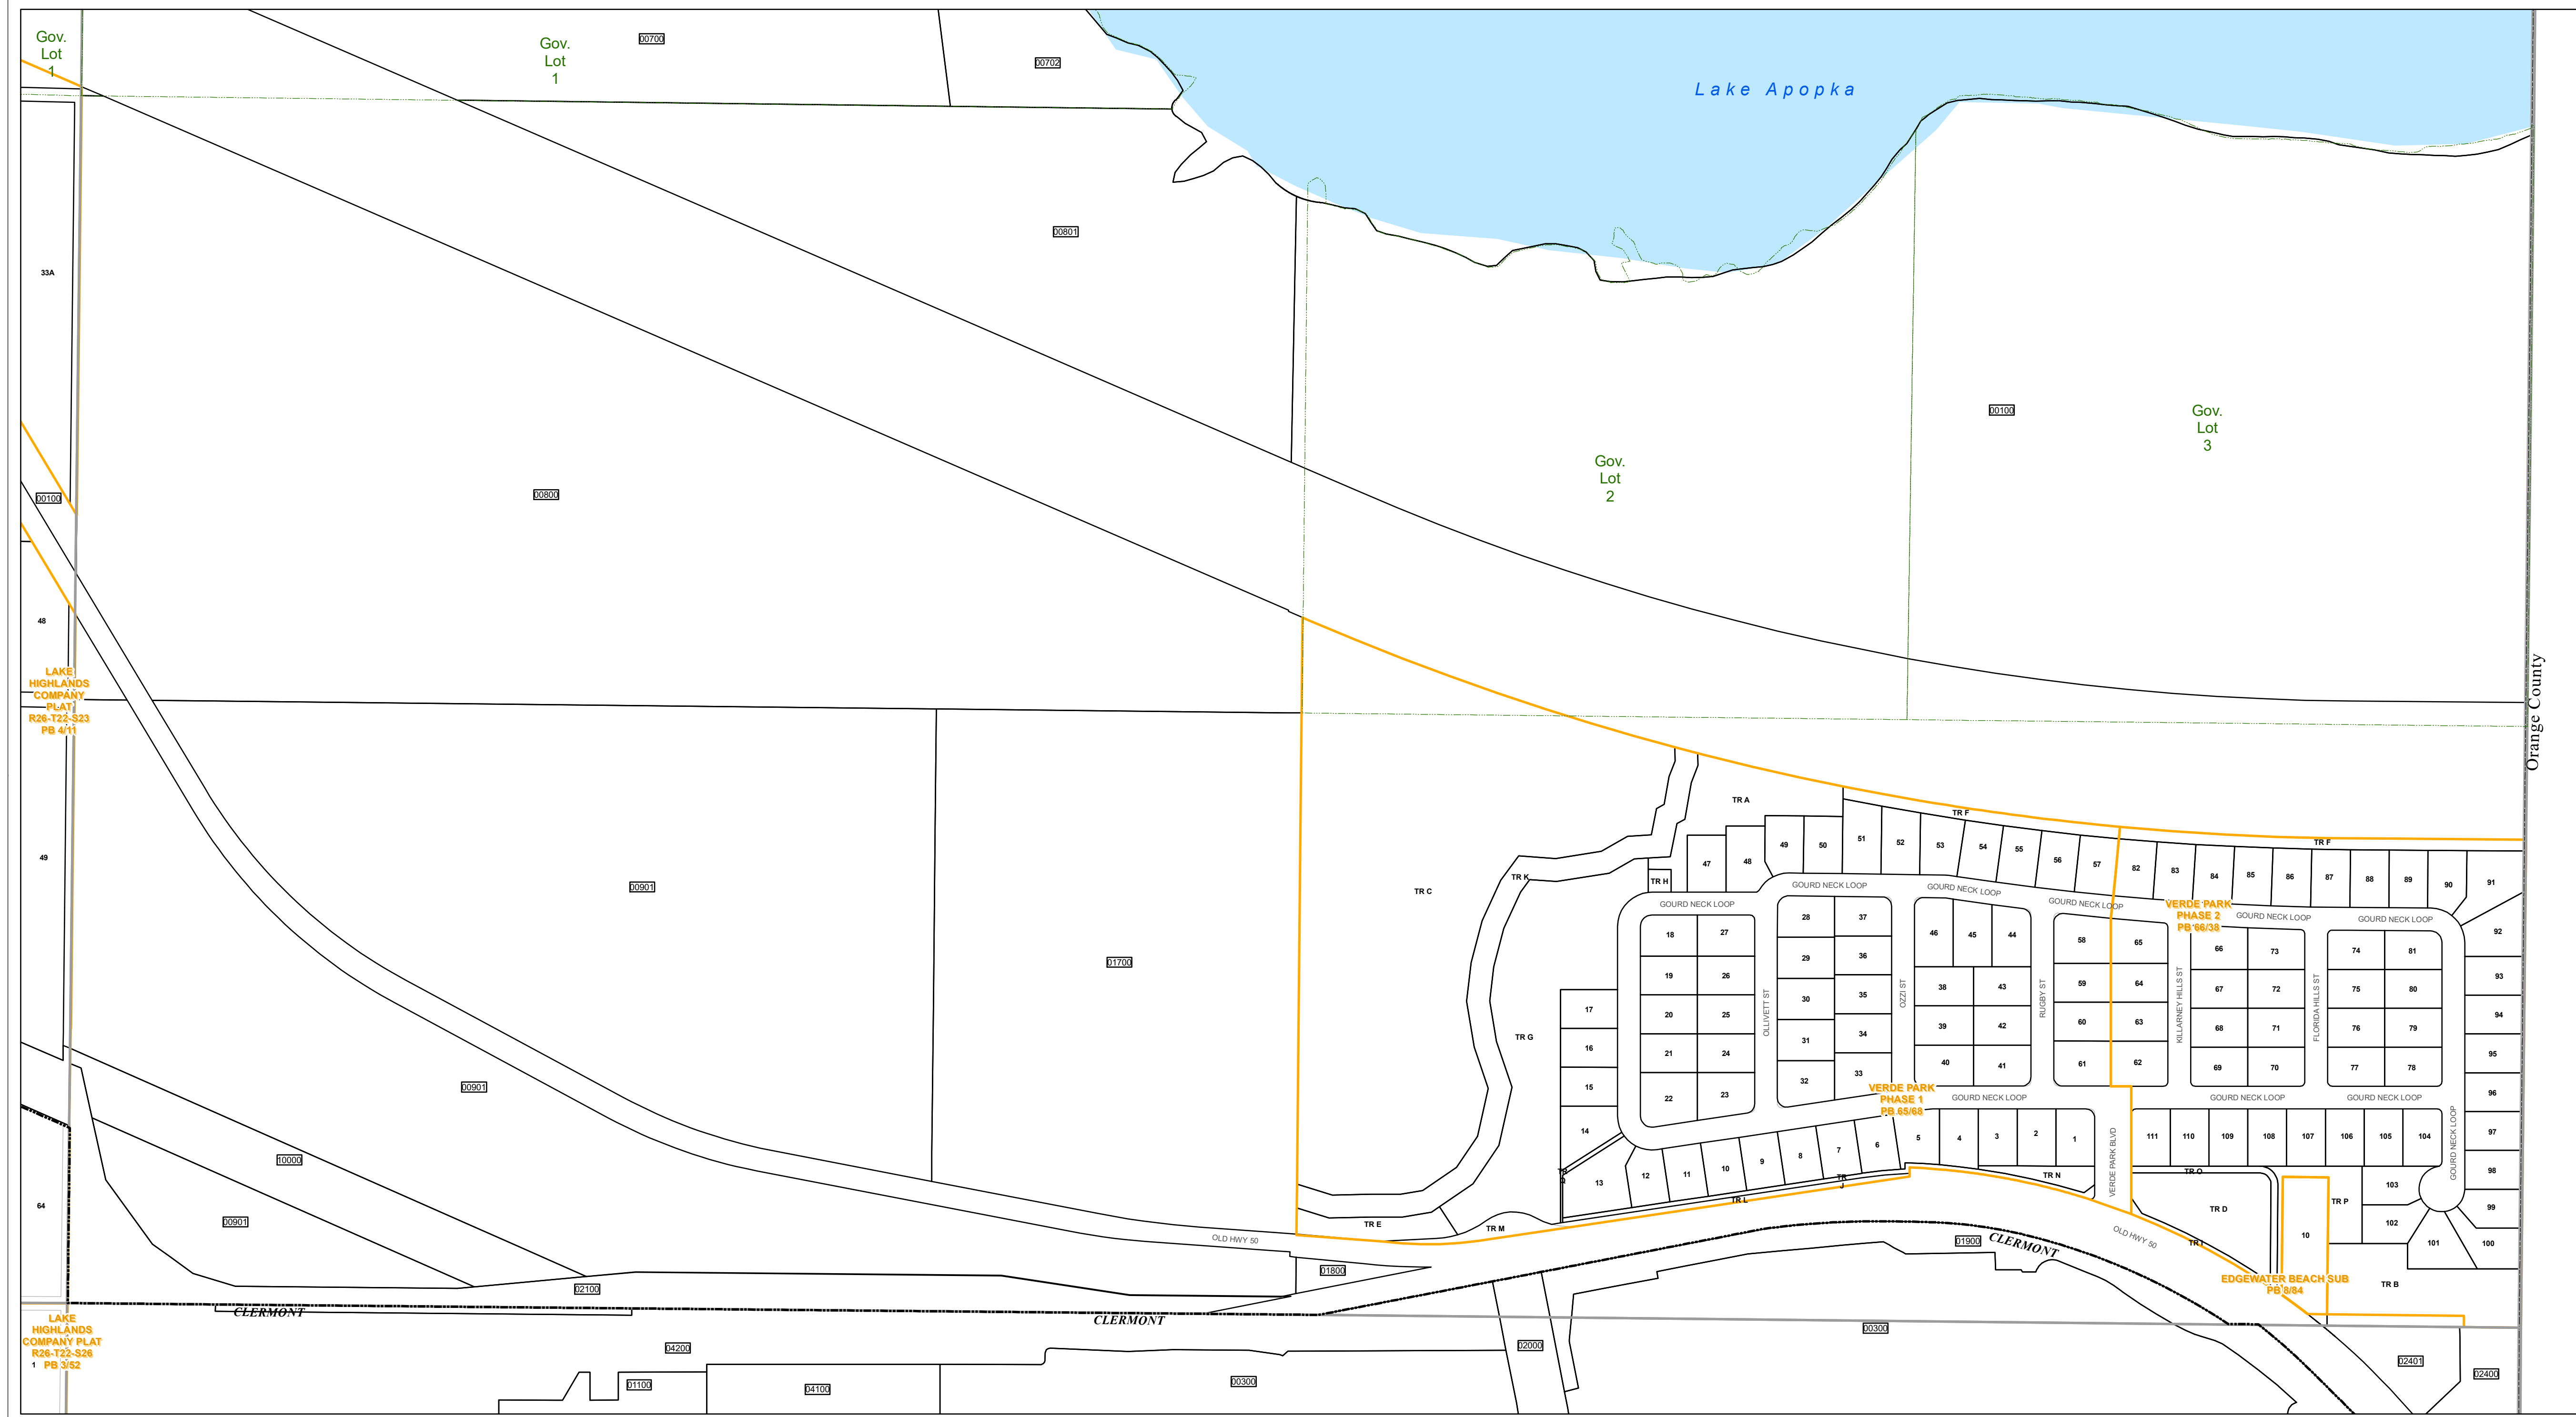 Gov.
Lot
1
Gov.
Lot
1
00700
00702
Lake Apopka
33A
00801
00100
Gov.
Lot
3
Gov.
Lot
2
00100
00800
48
LAKE
HIGHLANDS
COMPANY
PLAT
R26-T22-S23
PB 4/11
Orange County
49
00901
01700
00901
10000
00901
64
02100
TR C
TR K
TR G
TR A
TR H
TR F
TR F
47
48
49
50
51
52
53
54
55
56
57
82
83
84
85
86
87
88
89
90
91
GOURD NECK LOOP
GOURD NECK LOOP
GOURD NECK LOOP
GOURD NECK LOOP
GOURD NECK LOOP
GOURD NECK LOOP
VERDE PARK
PHASE 2
PB 66/38
18
27
19
26
20
25
21
24
22
23
OLLIVETT ST
28
37
29
36
30
35
31
34
32
33
OZZI ST
46
45
44
38
43
39
42
40
41
RUGBY ST
58
65
59
64
60
63
61
62
KILLARNEY HILLS ST
66
73
67
72
68
71
69
70
FLORIDA HILLS ST
74
81
75
80
76
79
77
78
92
93
94
95
96
97
98
99
100
17
16
15
14
13
12
11
10
9
8
7
6
5
4
3
2
1
VERDE PARK
PHASE 1
PB 65/68
GOURD NECK LOOP
GOURD NECK LOOP
GOURD NECK LOOP
GOURD NECK LOOP
VERDE PARK BLVD
111
110
109
108
107
106
105
104
103
102
101
TR
Q
TR
J
TR L
TR N
TR O
TR D
TR P
TR I
TR B
TR E
TR M
10
OLD HWY 50
OLD HWY 50
EDGEWATER BEACH SUB
PB 8/84
01800
01900
CLERMONT
CLERMONT
CLERMONT
LAKE
HIGHLANDS
COMPANY PLAT
R26-T22-S26
1
PB 3/52
04200
01100
04100
00300
02000
00300
02401
02400